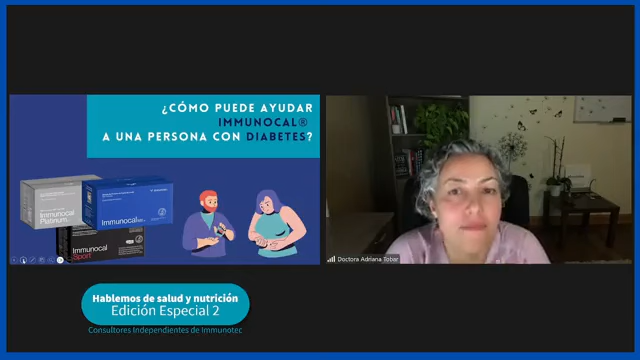 ¿CÓMO PUEDE AYUDAR
IMMUNOCAL®
A UNA PERSONA CON DIABETES?
Immunocal
Platinum
Immunocal
Immunocal
Sport
Doctora Adriana Tobar
Hablemos de salud y nutrición
Edición Especial 2
Consultores Independientes de Immunotec